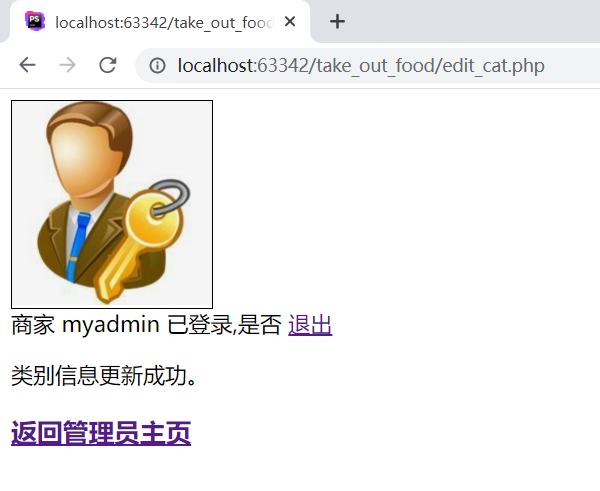 PS
localhost:63342/take_out_food
localhost:63342/take_out_food/edit_cat.php
商家 myadmin 已登录,是否 退出
类别信息更新成功。
返回管理员主页